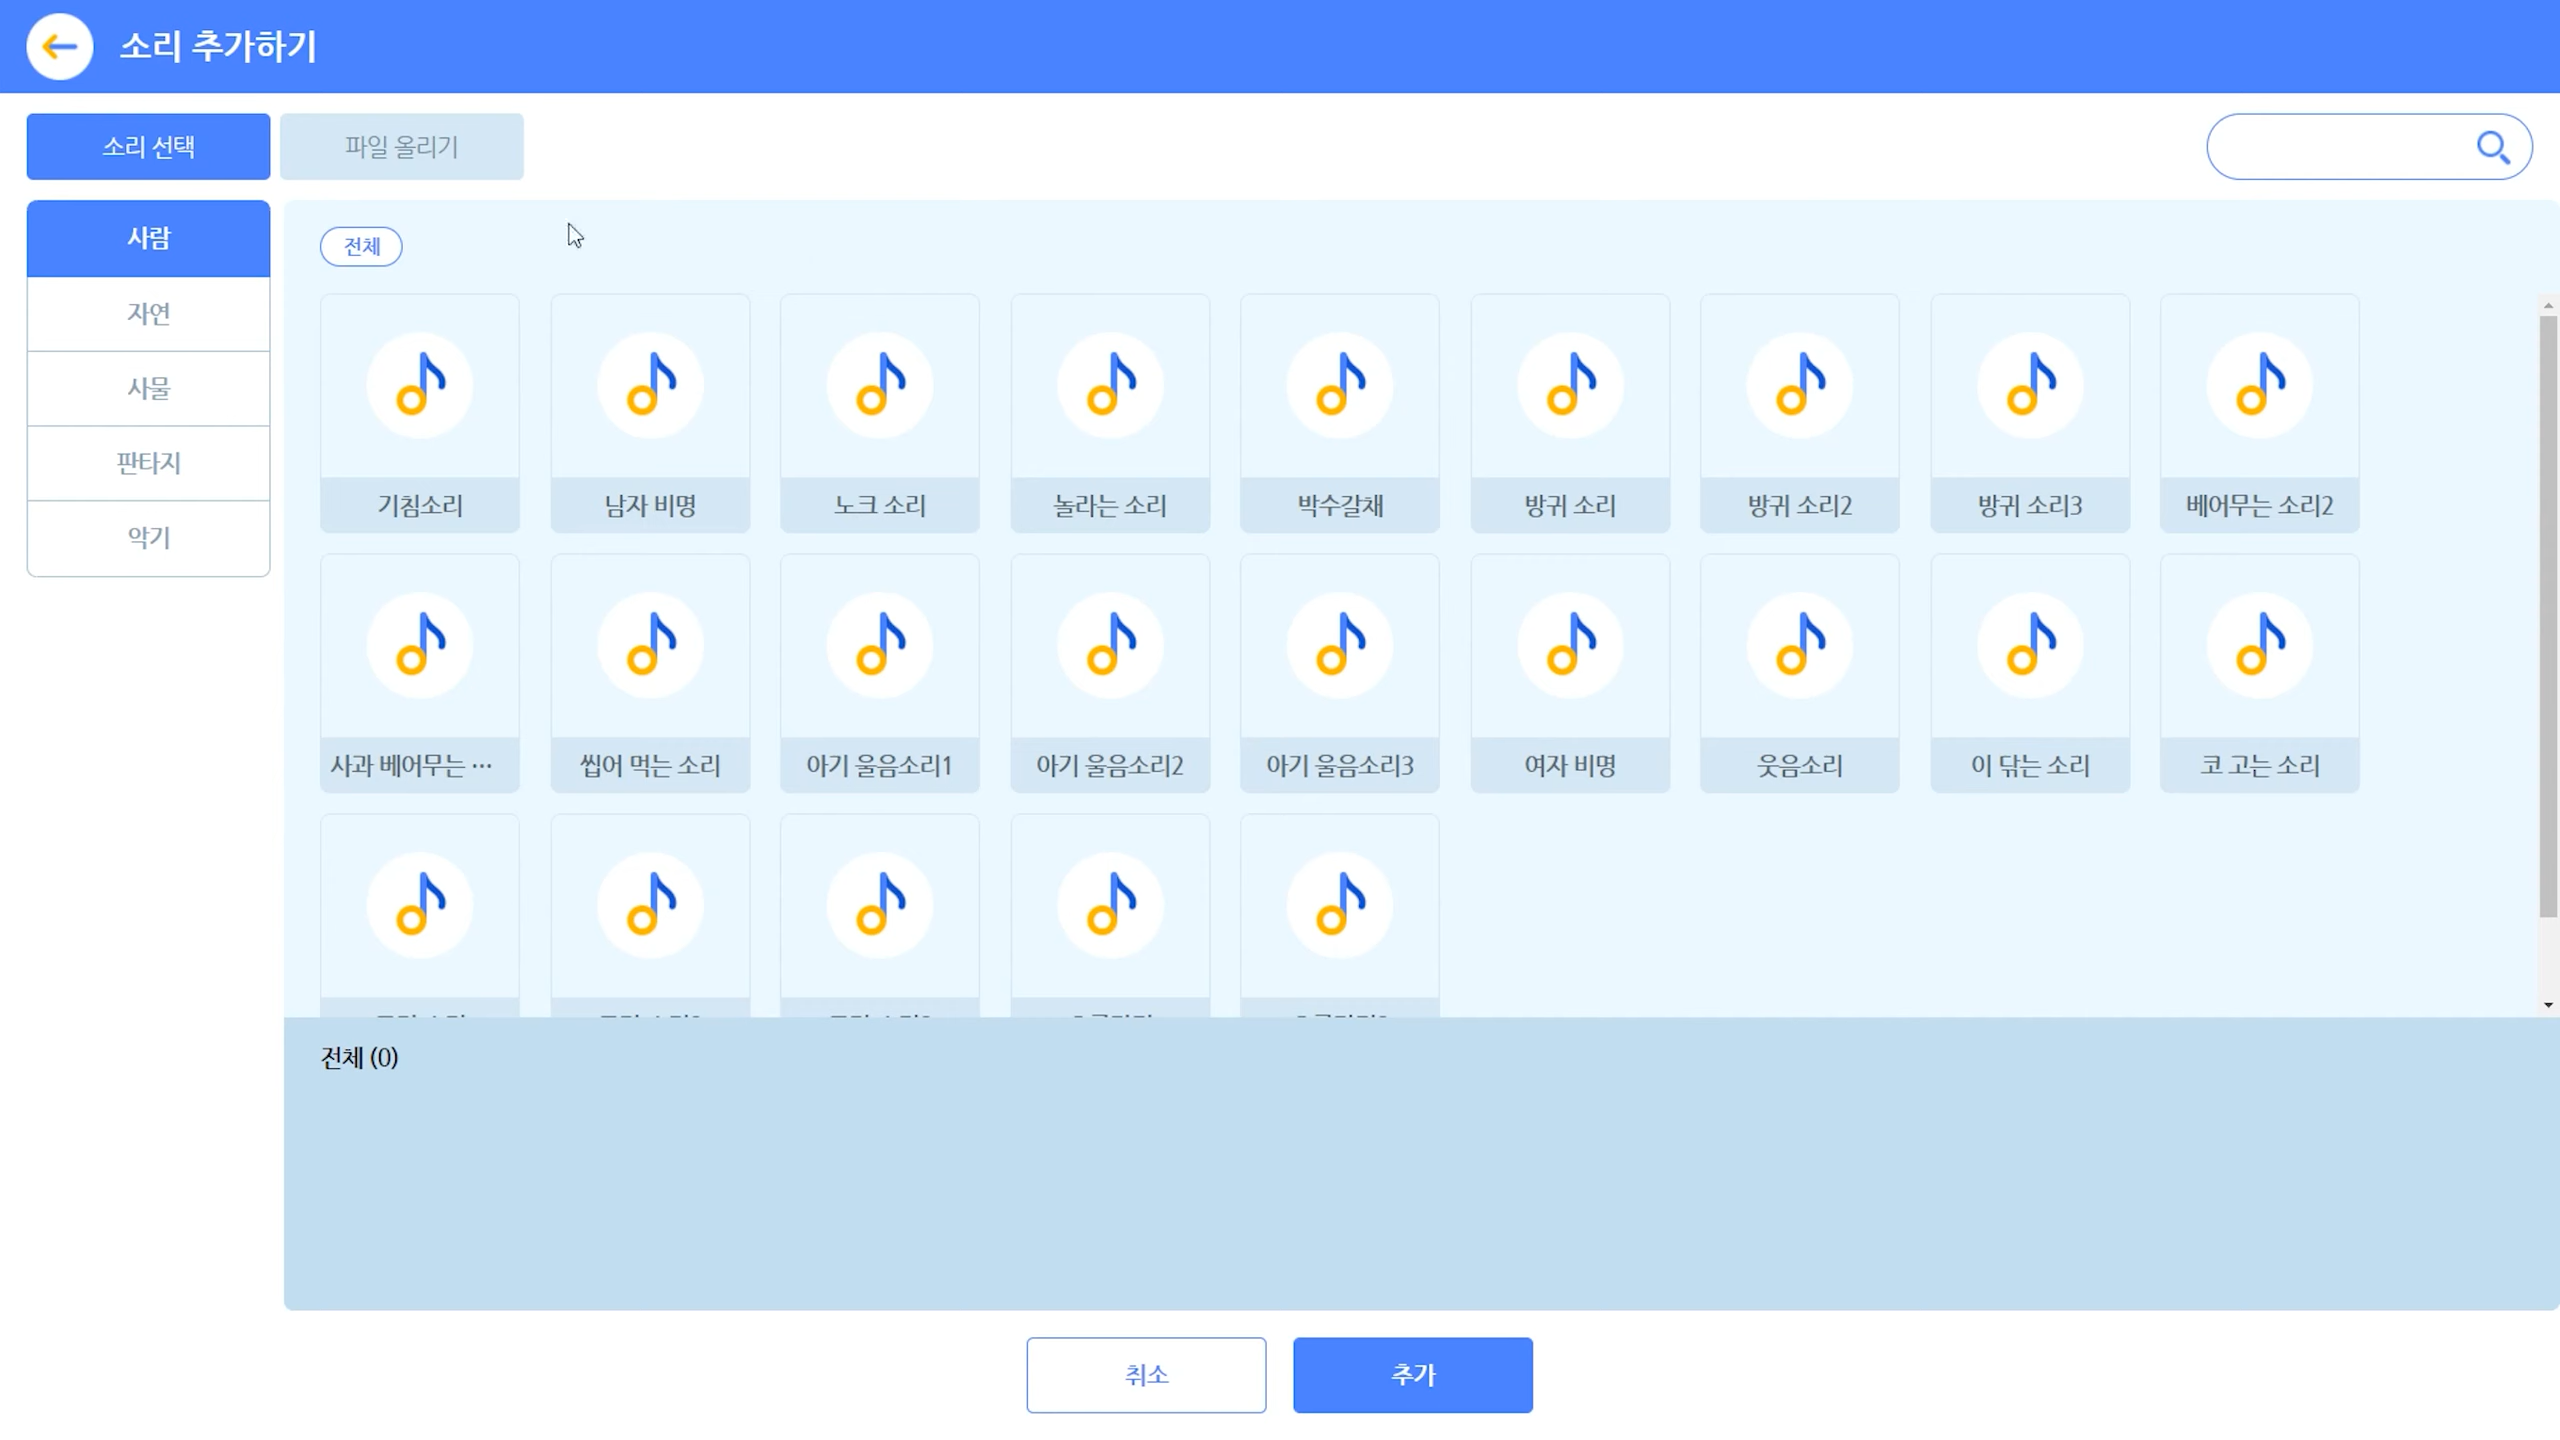 소리 추가하기
소리 선택
파일 올리기
사람
자연
사물
판타지
악기
전체
기침소리
남자 비명
노크 소리
놀라는 소리
박수갈채
방귀 소리
방귀 소리2
방귀 소리3
베어무는 소리2
사과 베어무는 ···
씹어 먹는 소리
아기 울음소리1
아기 울음소리2
아기 울음소리3
여자 비명
웃음소리
이 닦는 소리
코 고는 소리
전체 (0)
취소
추가